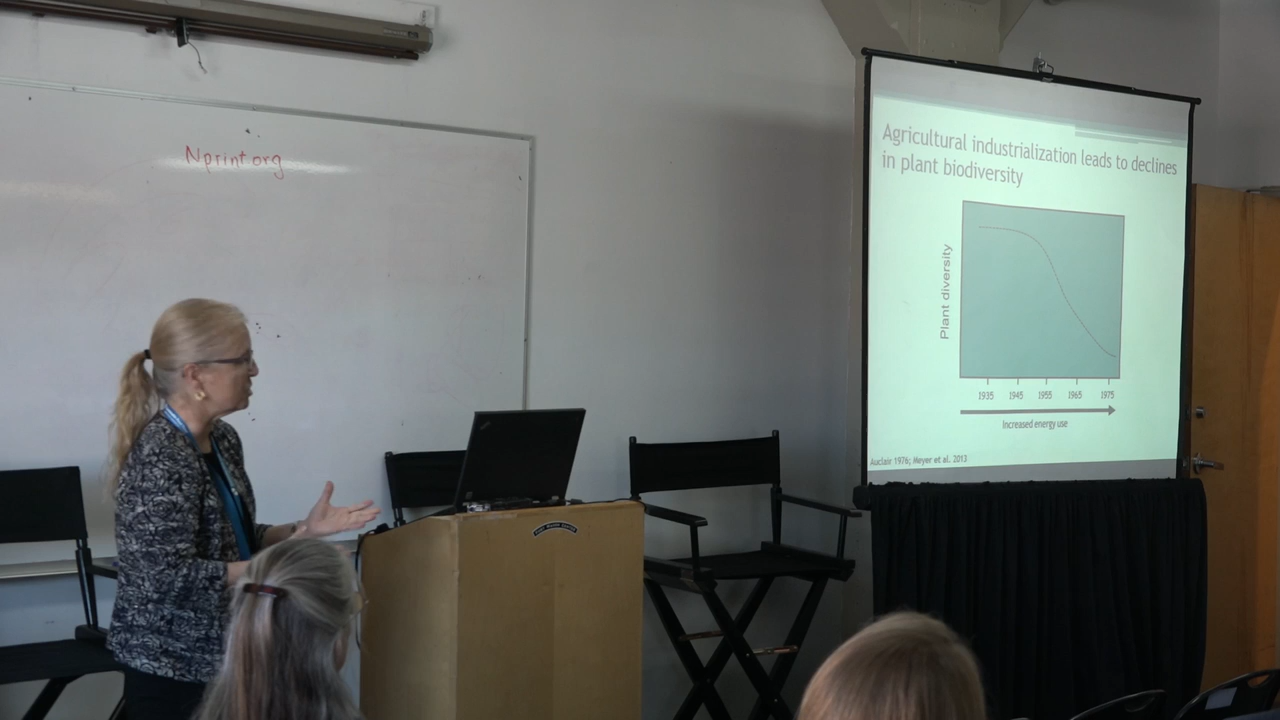 Nprint.org
Agricultural industrialization leads to declines
in plant biodiversity
Plant diversity
1935 1945 1955 1965 1975
Increased energy use
Auclair 1976; Meyer et al. 2013